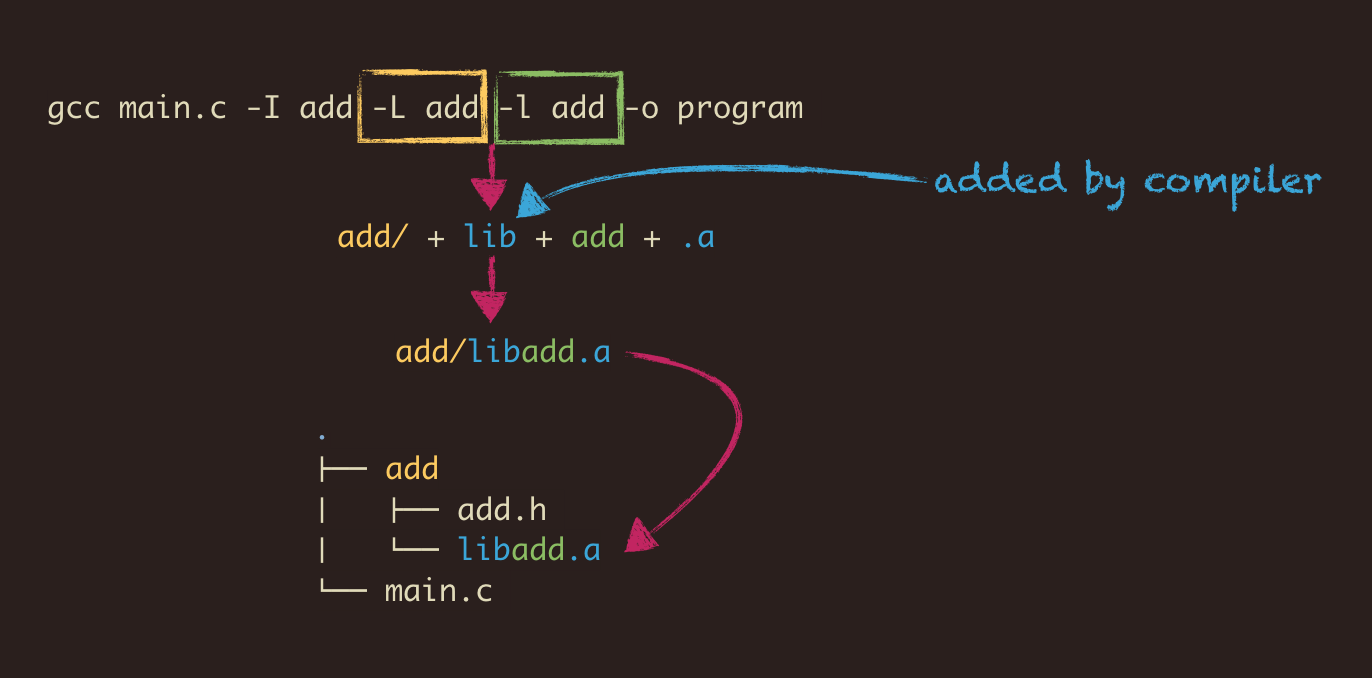 gcc main.c -I add -L add -l add -o program
added by compiler
add/ + lib + add + .a
add/libadd.a
.
├── add
│   ├── add.h
│   └── libadd.a
└── main.c